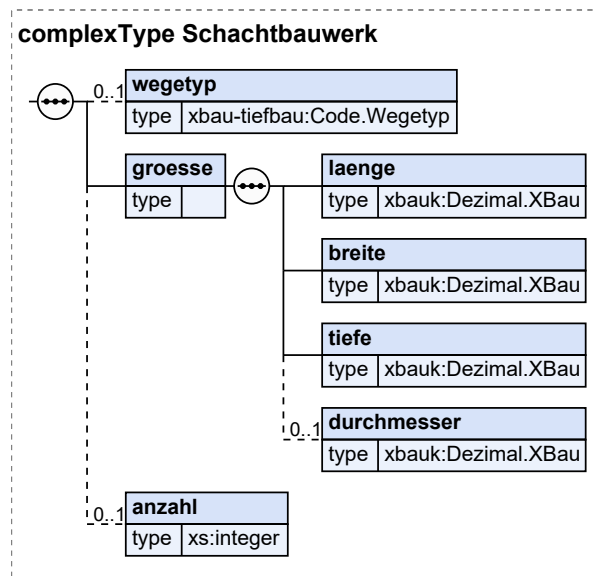 complexType Schachtbauwerk
0..1 wegetyp
type xbau-tiefbau:Code.Wegetyp
groesse
type
laenge
type xbauk:Dezimal.XBau
breite
type xbauk:Dezimal.XBau
tiefe
type xbauk:Dezimal.XBau
0..1 durchmesser
type xbauk:Dezimal.XBau
0..1 anzahl
type xs:integer